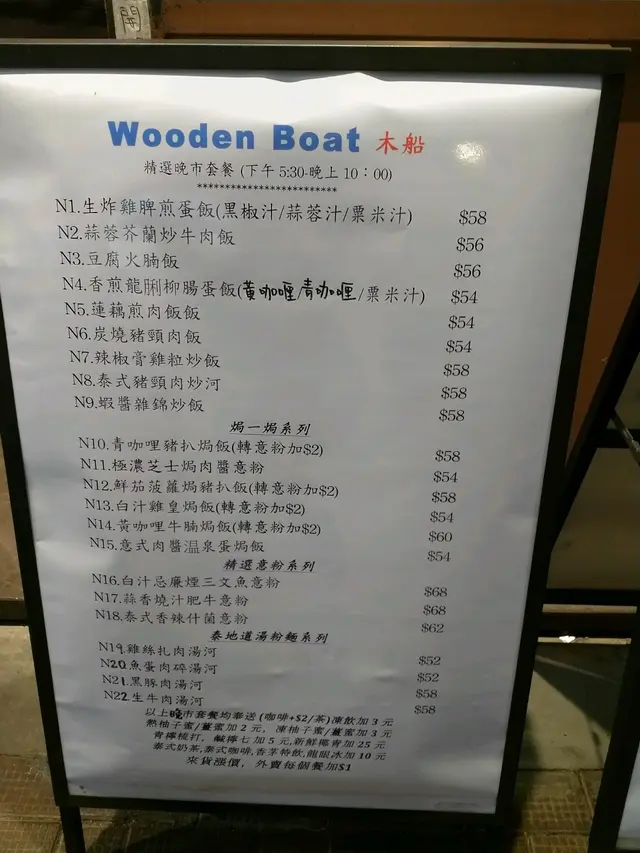 開
Wooden Boat 木船
精選晚市套餐 (下午 5:30-晚上 10：00)
************************
N1.生炸雞脾煎蛋飯(黑椒汁/蒜蓉汁/粟米汁) $58
N2.蒜蓉芥蘭炒牛肉飯 $56
N3.豆腐火腩飯 $56
N4.香煎龍脷柳腸蛋飯(黃咖喱/青咖喱/粟米汁) $54
N5.蓮藕煎肉飯飯 $54
N6.炭燒豬頸肉飯 $54
N7.辣椒膏雞粒炒飯 $58
N8.泰式豬頸肉炒河 $58
N9.蝦醬雜錦炒飯 $58
焗一焗系列
N10.青咖哩豬扒焗飯(轉意粉加$2) $58
N11.極濃芝士焗肉醬意粉 $54
N12.鮮茄菠蘿焗豬扒飯(轉意粉加$2) $58
N13.白汁雞皇焗飯(轉意粉加$2) $54
N14.黃咖哩牛腩焗飯(轉意粉加$2) $60
N15.意式肉醬温泉蛋焗飯 $54
精選意粉系列
N16.白汁忌廉煙三文魚意粉 $68
N17.蒜香燒汁肥牛意粉 $68
N18.泰式香辣什菌意粉 $62
泰地道湯粉麵系列
N19.雞絲扎肉湯河 $52
N20.魚蛋肉碎湯河 $52
N21.黑豚肉湯河 $58
N22.生牛肉湯河 $58
以上晚市套餐均奉送 (咖啡+$2/茶)凍飲加 3 元
熱柚子蜜/薑蜜加 2 元, 凍柚子蜜/薑蜜加 3 元
青檸梳打, 鹹檸七 加 5 元,新鮮椰青加 25 元
泰式奶茶,泰式咖啡,香茅特飲,龍眼冰加 10 元
來貨漲價, 外賣每個餐加$1